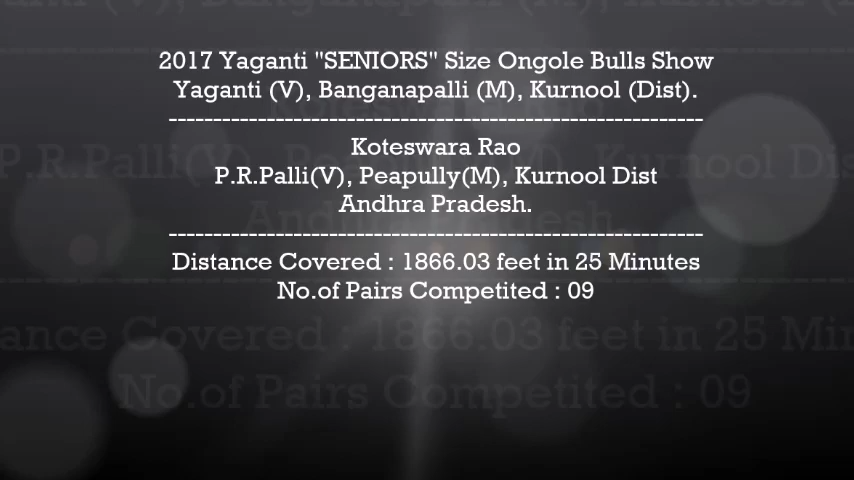 2017 Yaganti "SENIORS" Size Ongole Bulls Show
Yaganti (V), Banganapalli (M), Kurnool (Dist).
-------------------------------------------------------------
Koteswara Rao
P.R.Palli(V), Peapully(M), Kurnool Dist
Andhra Pradesh.
-------------------------------------------------------------
Distance Covered : 1866.03 feet in 25 Minutes
No.of Pairs Competited : 09